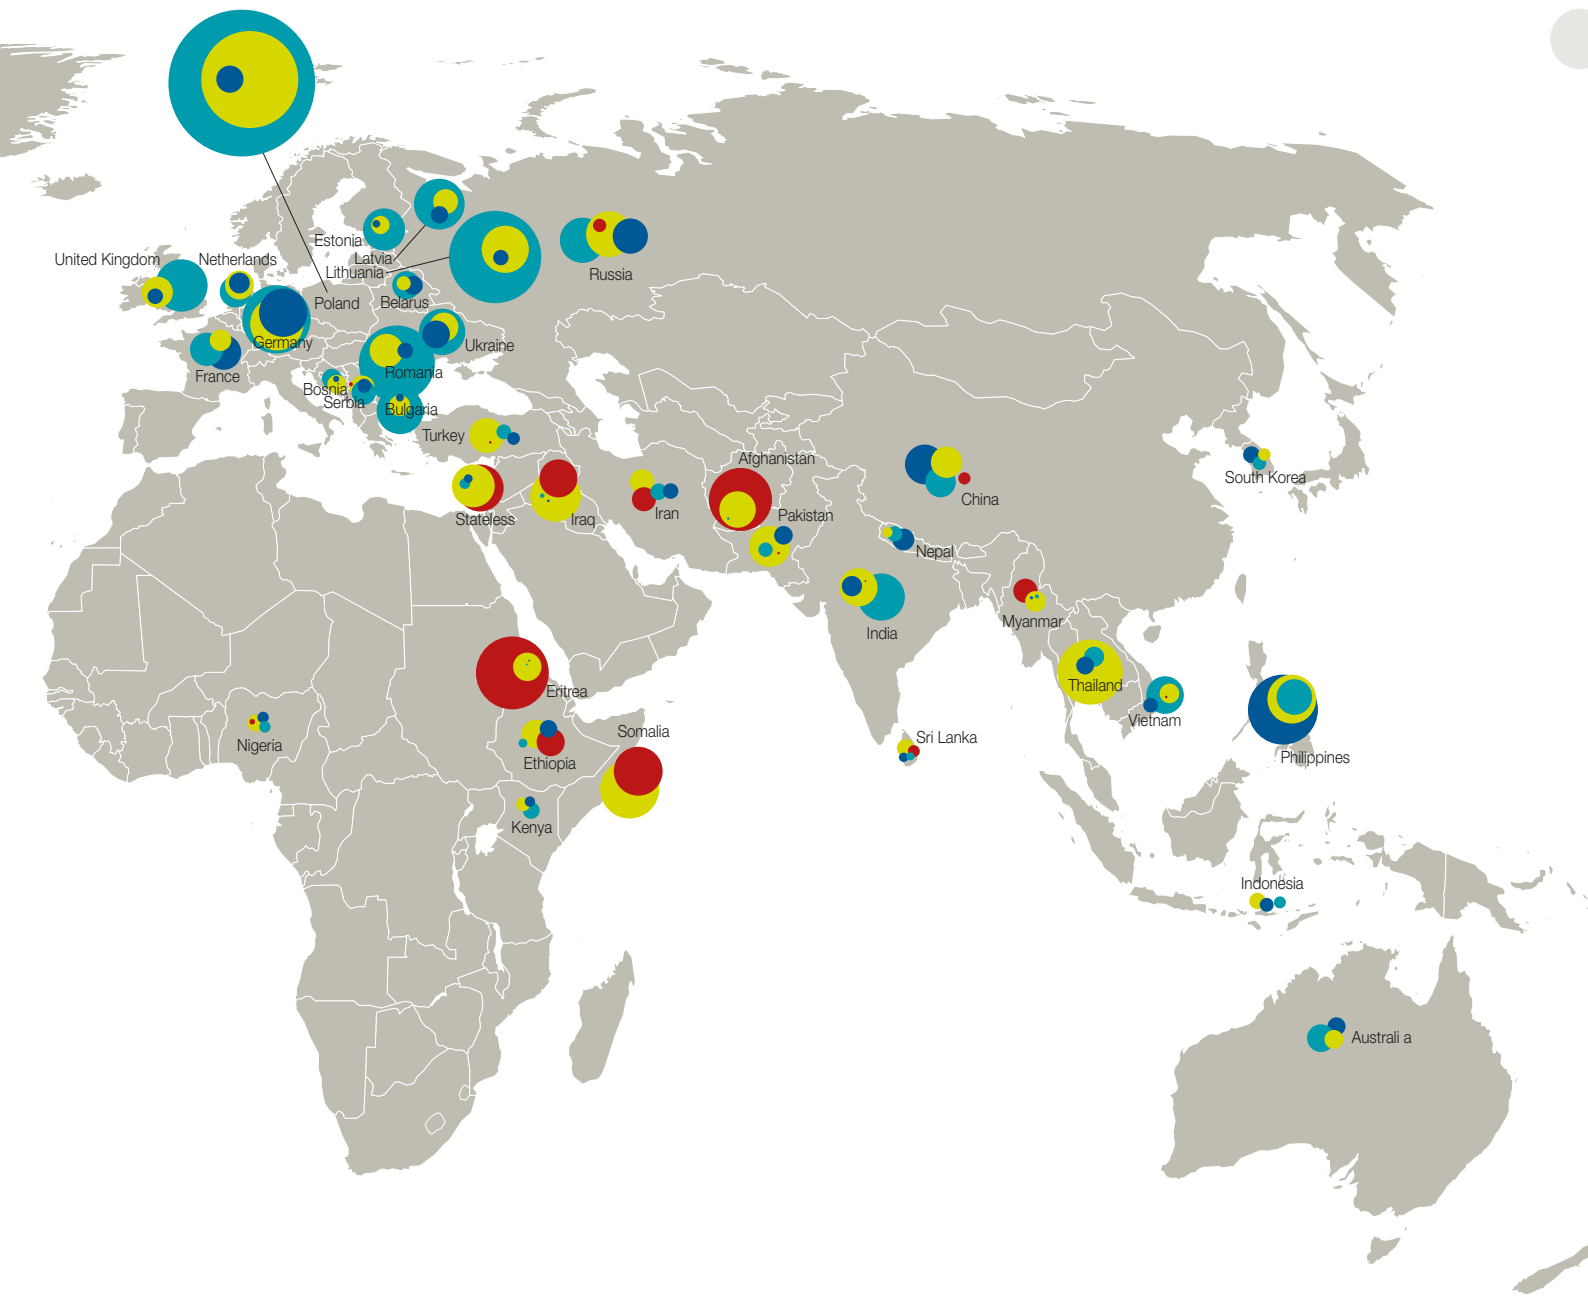 Estonia
United Kingdom
Netherlands
Latvia
Lithuania
Russia
Poland
Belarus
Germany
Ukraine
France
Romania
Bosnia
Serbia
Bulgaria
Turkey
Afghanistan
South Korea
China
Stateless
Iraq
Iran
Pakistan
Nepal
Myanmar
India
Thailand
Eritrea
Vietnam
Somalia
Sri Lanka
Nigeria
Ethiopia
Philippines
Kenya
Indonesia
Australi a